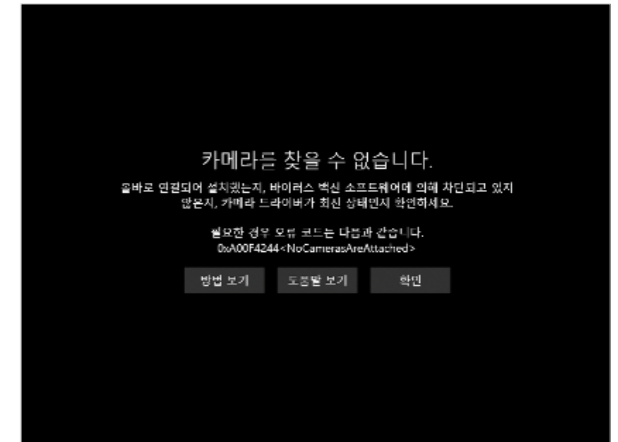 카메라를 찾을 수 없습니다.
올바로 연결되어 설치됐는지, 바이러스 백신 소프트웨어에 의해 차단되고 있지
않은지, 카메라 드라이버가 최신 상태인지 확인하세요.
필요한 경우 오류 코드는 다음과 같습니다.
0xA00F4244<NoCamerasAreAttached>
방법 보기
도움말 보기
확인